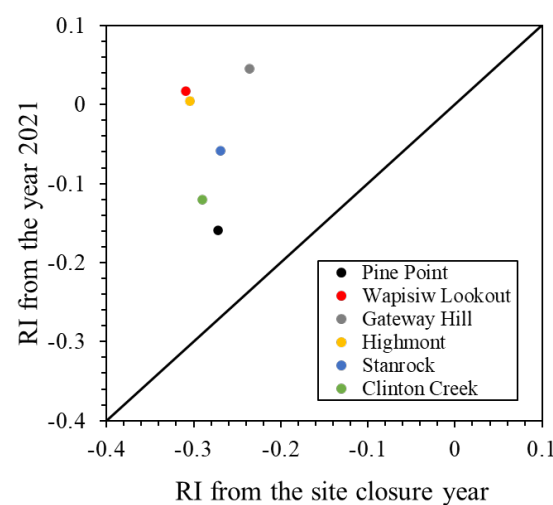 0.1
0
-0.1
-0.2
-0.3
-0.4
RI from the year 2021
Pine Point
Wapisiw Lookout
Gateway Hill
Highmont
Stanrock
Clinton Creek
-0.4 -0.3 -0.2 -0.1 0 0.1
RI from the site closure year